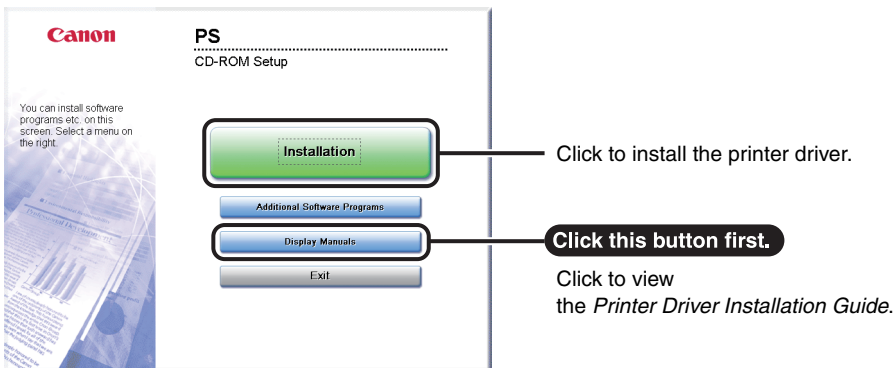 Canon
PS
CD-ROM Setup
You can install software
programs etc. on this
screen. Select a menu on
the right.
Installation
Click to install the printer driver.
Additional Software Programs
Display Manuals
Click this button first.
Exit
Click to view
the Printer Driver Installation Guide.
Professional Development